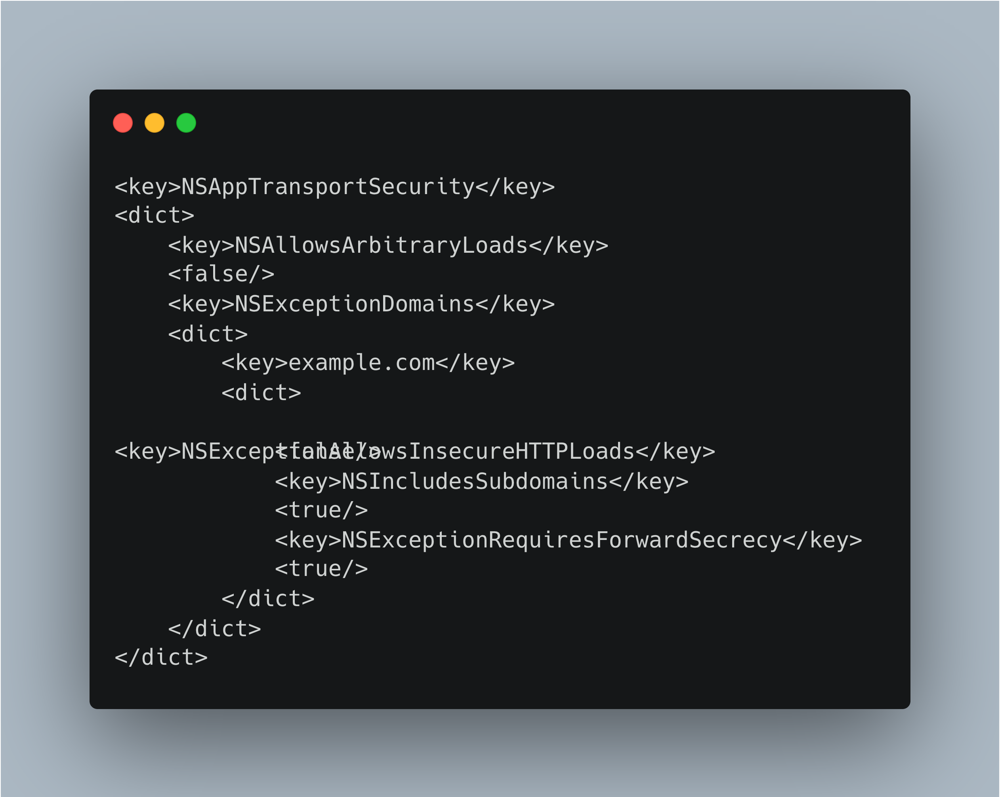 <key>NSAppTransportSecurity</key>
<dict>
    <key>NSAllowsArbitraryLoads</key>
    <false/>
    <key>NSExceptionDomains</key>
    <dict>
        <key>example.com</key>
        <dict>
<key>NSExceptionAllowsInsecureHTTPLoads</key>
            <false/>
            <key>NSIncludesSubdomains</key>
            <true/>
            <key>NSExceptionRequiresForwardSecrecy</key>
            <true/>
        </dict>
    </dict>
</dict>